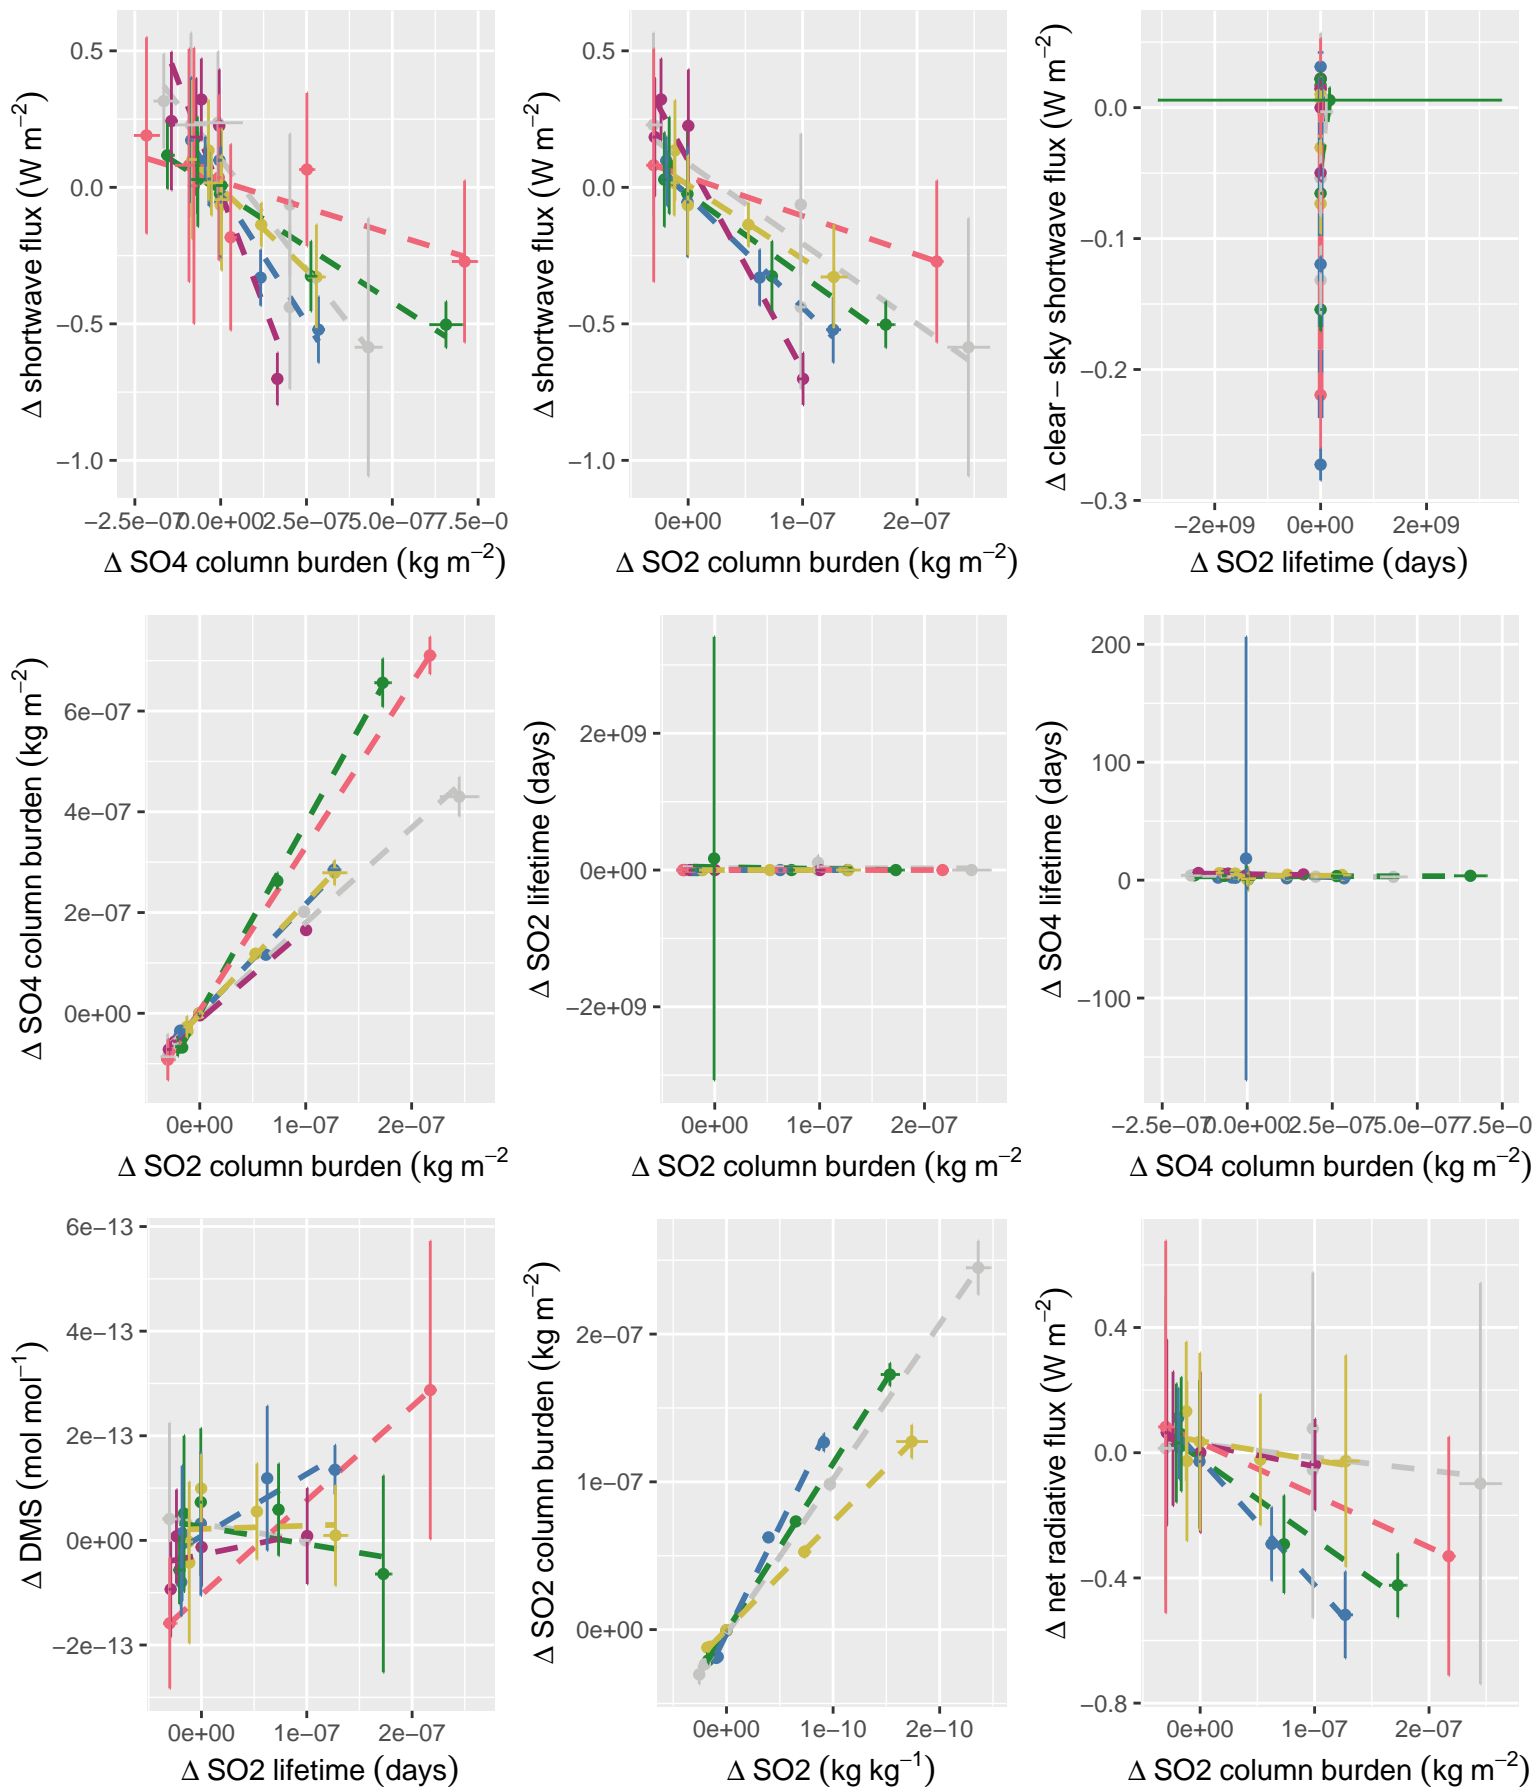 Δ shortwave flux (W m−2)
0.5
0.0
−0.5
−1.0
−2.5e−07 0.0e+00 2.5e−07 5.0e−07 7.5e−0
Δ SO4 column burden (kg m−2)
Δ shortwave flux (W m−2)
0.5
0.0
−0.5
−1.0
0e+00 1e−07 2e−07
Δ SO2 column burden (kg m−2)
Δ clear − sky shortwave flux (W m−2)
0.0
−0.1
−0.2
−0.3
−2e+09 0e+00 2e+09
Δ SO2 lifetime (days)
Δ SO4 column burden (kg m−2)
6e−07
4e−07
2e−07
0e+00
0e+00 1e−07 2e−07
Δ SO2 column burden (kg m−2
Δ SO2 lifetime (days)
2e+09
0e+00
−2e+09
0e+00 1e−07 2e−07
Δ SO2 column burden (kg m−2
Δ SO4 lifetime (days)
200
100
0
−100
−2.5e−07 0.0e+00 2.5e−07 5.0e−07 7.5e−0
Δ SO4 column burden (kg m−2)
Δ DMS (mol mol−1)
6e−13
4e−13
2e−13
0e+00
−2e−13
0e+00 1e−07 2e−07
Δ SO2 lifetime (days)
Δ SO2 column burden (kg m−2)
2e−07
1e−07
0e+00
0e+00 1e−10 2e−10
Δ SO2 (kg kg−1)
Δ net radiative flux (W m−2)
0.4
0.0
−0.4
−0.8
0e+00 1e−07 2e−07
Δ SO2 column burden (kg m−2)